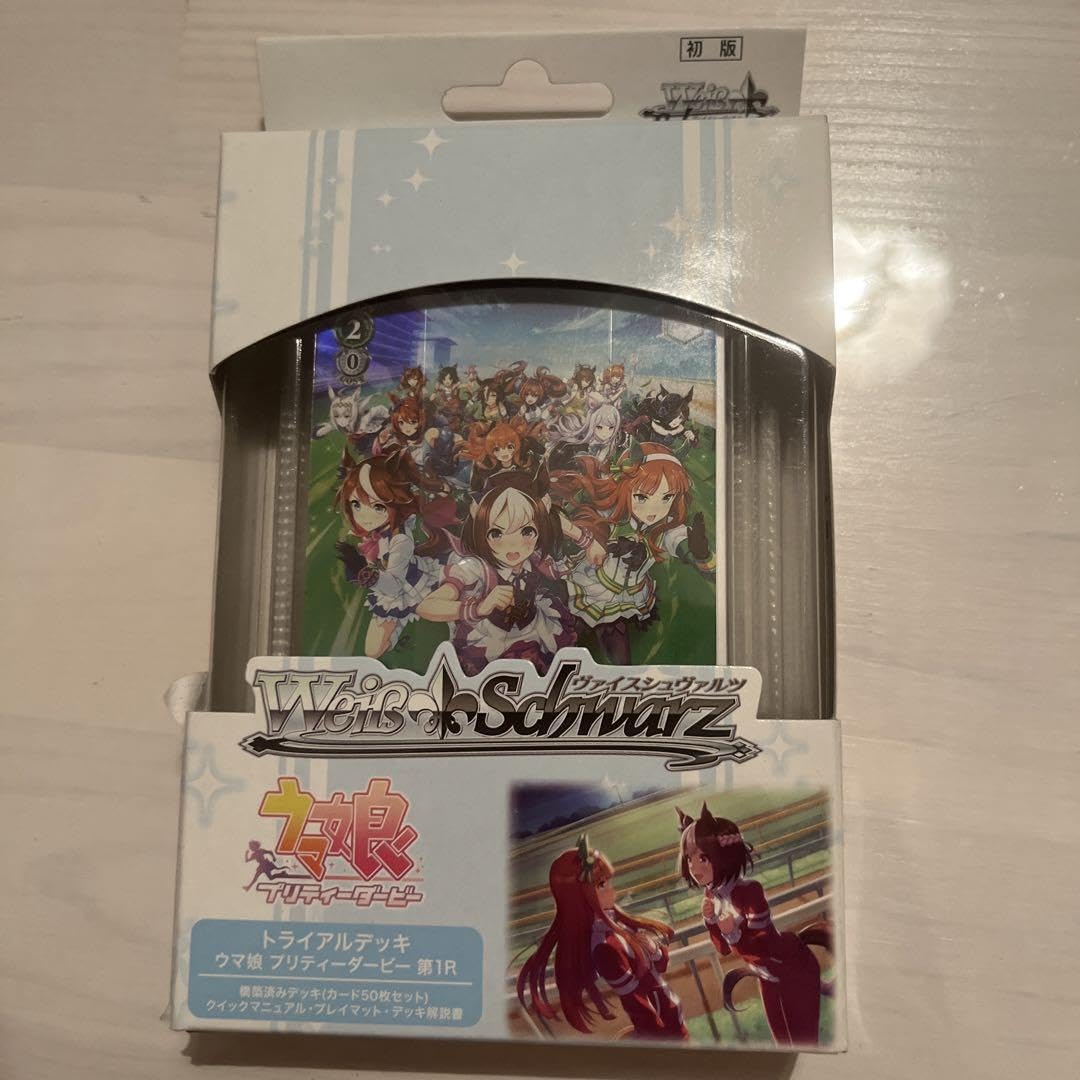 初版
Weiß Schwarz
2
0
ヴァイスシュヴァルツ
Weiß Schwarz
ウマ娘
プリティーダービー
トライアルデッキ
ウマ娘 プリティーダービー 第1R
構築済みデッキ(カード50枚セット)
クイックマニュアル・プレイマット・デッキ解説書